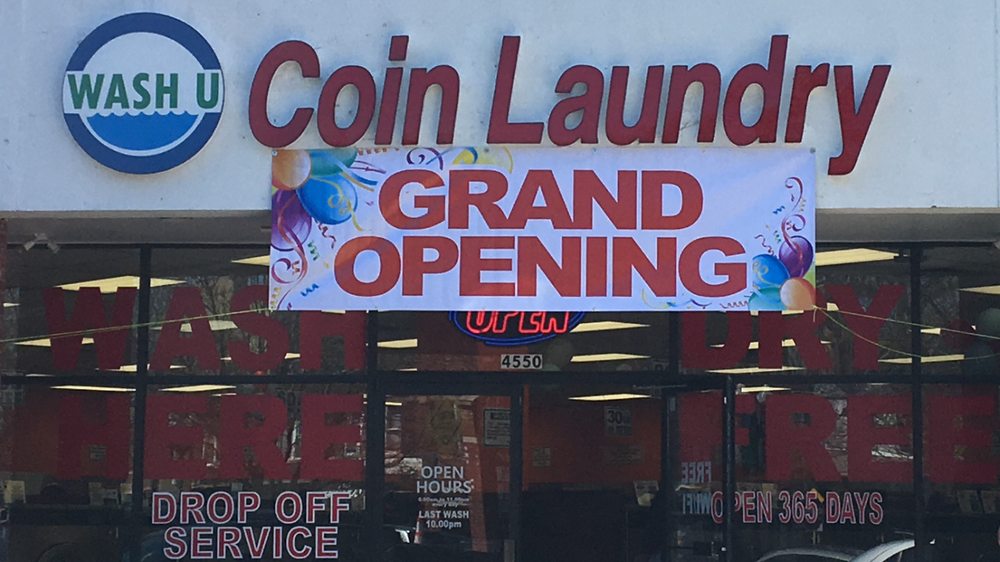 WASH U
Coin Laundry
GRAND
OPENING
OPEN
4550
WASH
HERE
DRY
FREE
OPEN
HOURS
LAST WASH
10.00pm
DROP OFF
SERVICE
FREE
OPEN 365 DAYS